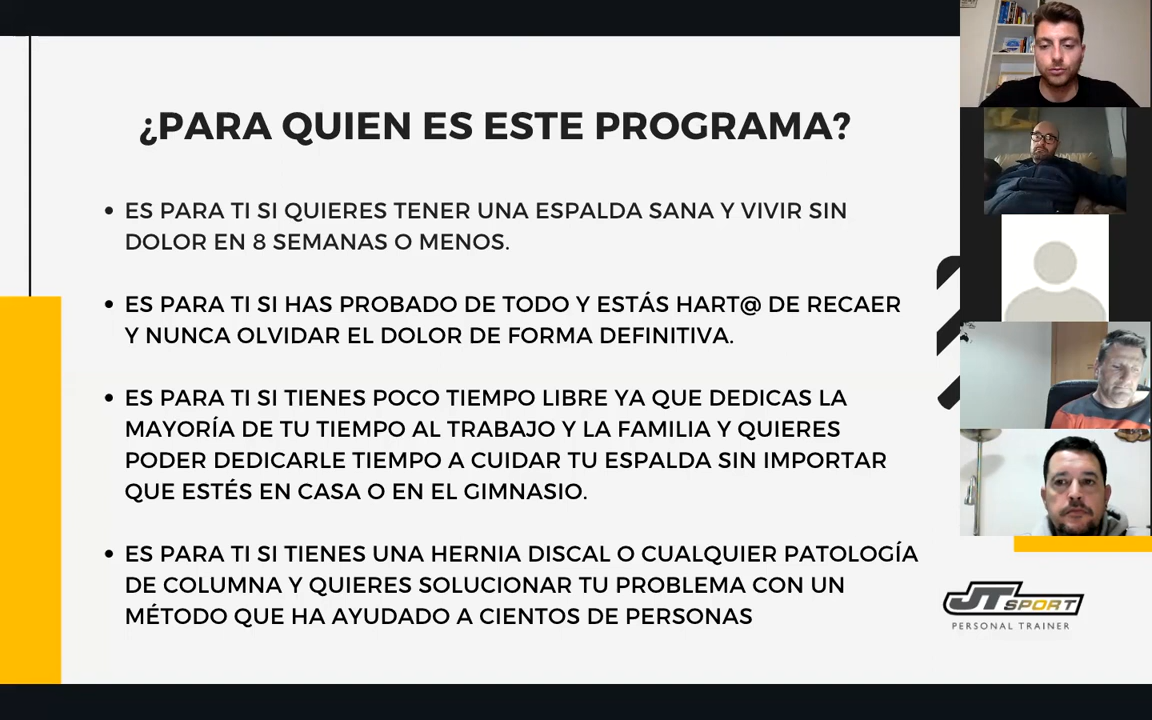 ¿PARA QUIEN ES ESTE PROGRAMA?
ES PARA TI SI QUIERES TENER UNA ESPALDA SANA Y VIVIR SIN
DOLOR EN 8 SEMANAS O MENOS.
ES PARA TI SI HAS PROBADO DE TODO Y ESTÁS HART@ DE RECAER
Y NUNCA OLVIDAR EL DOLOR DE FORMA DEFINITIVA.
ES PARA TI SI TIENES POCO TIEMPO LIBRE YA QUE DEDICAS LA
MAYORÍA DE TU TIEMPO AL TRABAJO Y LA FAMILIA Y QUIERES
PODER DEDICARLE TIEMPO A CUIDAR TU ESPALDA SIN IMPORTAR
QUE ESTÉS EN CASA O EN EL GIMNASIO.
ES PARA TI SI TIENES UNA HERNIA DISCAL O CUALQUIER PATOLOGÍA
DE COLUMNA Y QUIERES SOLUCIONAR TU PROBLEMA CON UN
MÉTODO QUE HA AYUDADO A CIENTOS DE PERSONAS
JT SPORT
PERSONAL TRAINER